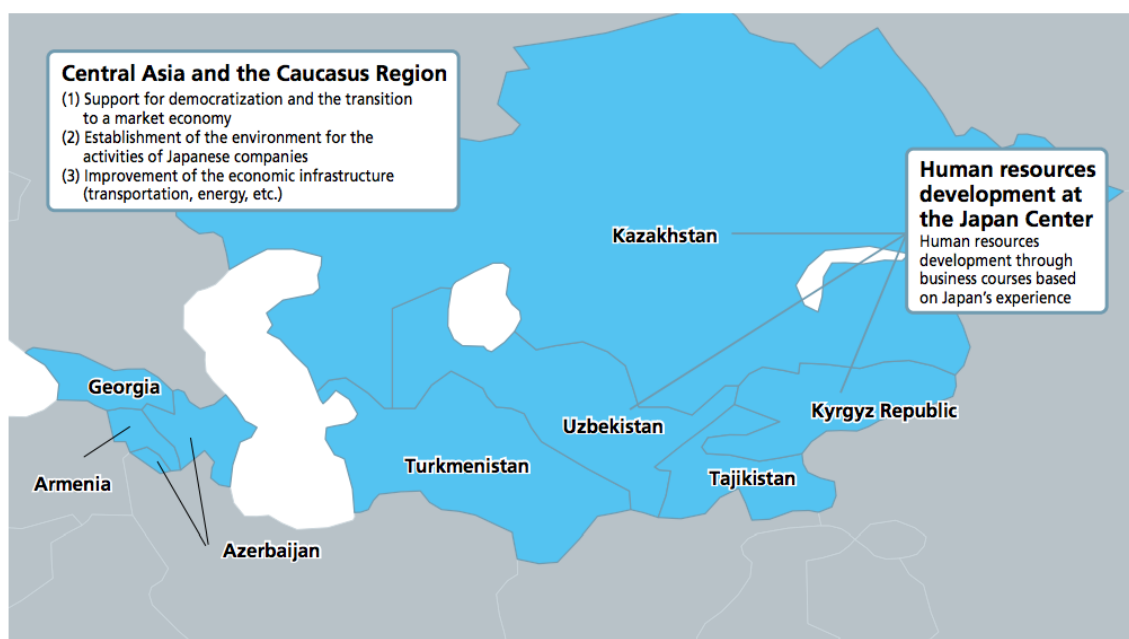 Central Asia and the Caucasus Region
(1) Support for democratization and the transition
to a market economy
(2) Establishment of the environment for the
activities of Japanese companies
(3) Improvement of the economic infrastructure
(transportation, energy, etc.)
Human resources
development at
the Japan Center
Human resources
development through
business courses based
on Japan's experience
Kazakhstan
Georgia
Kyrgyz Republic
Uzbekistan
Turkmenistan
Tajikistan
Armenia
Azerbaijan